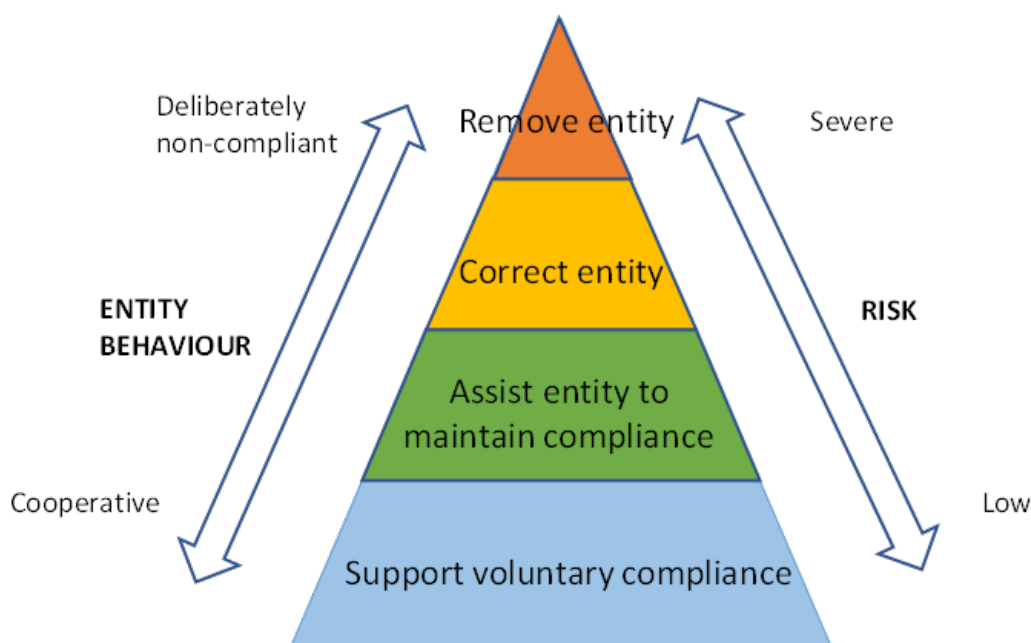 Deliberately
non-compliant
Remove entity
Severe
Correct entity
ENTITY
BEHAVIOUR
RISK
Assist entity to
maintain compliance
Cooperative
Low
Support voluntary compliance